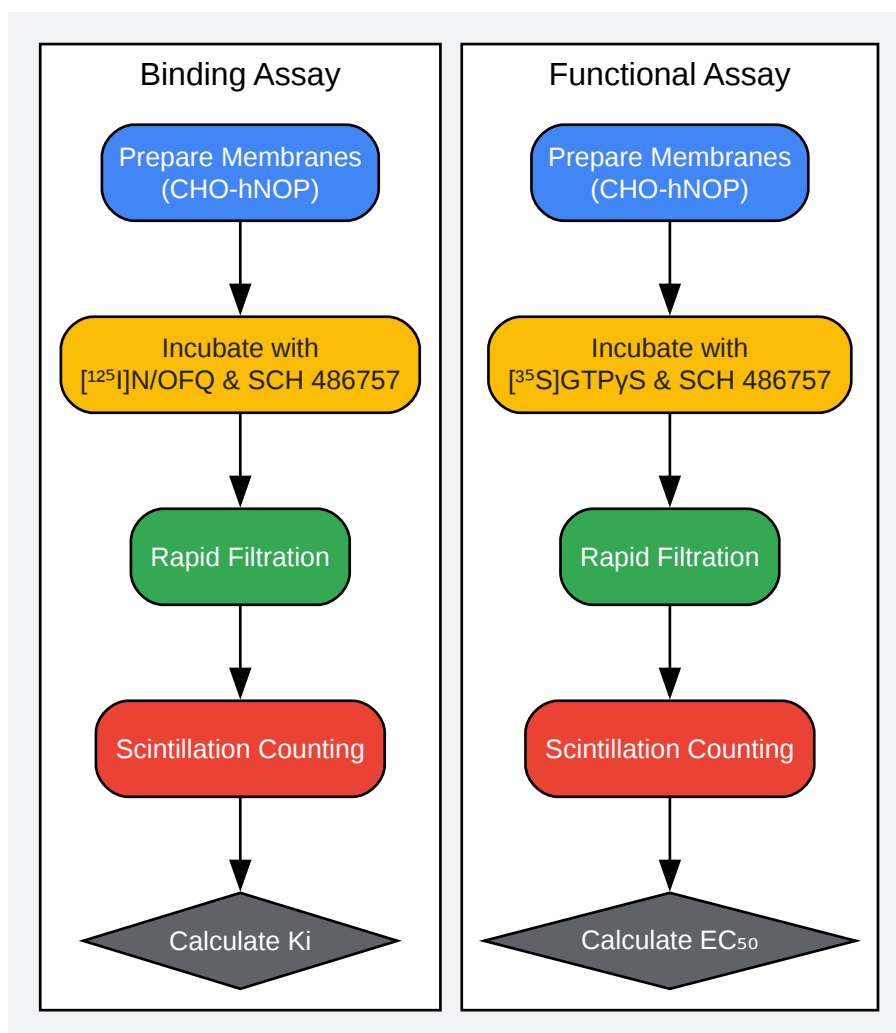 Binding Assay
Prepare Membranes
(CHO-hNOP)
Incubate with
[¹²⁵I]N/OFQ & SCH 486757
Rapid Filtration
Scintillation Counting
Calculate Ki
Functional Assay
Prepare Membranes
(CHO-hNOP)
Incubate with
[³⁵S]GTPγS & SCH 486757
Rapid Filtration
Scintillation Counting
Calculate EC₅₀